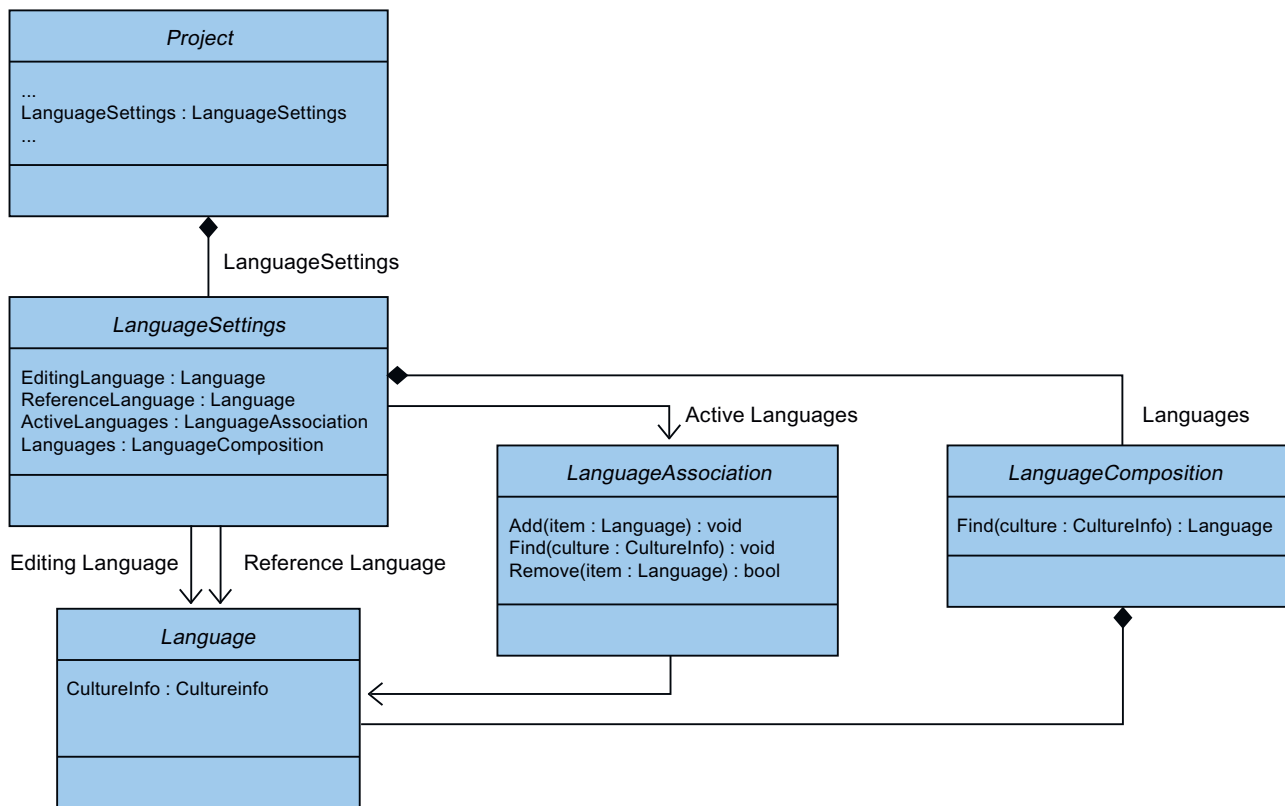 Project
...
LanguageSettings : LanguageSettings
...
LanguageSettings
LanguageSettings
EditingLanguage : Language
ReferenceLanguage : Language
ActiveLanguages : LanguageAssociation
Languages : LanguageComposition
Active Languages
Languages
LanguageAssociation
Add(item : Language) : void
Find(culture : CultureInfo) : void
Remove(item : Language) : bool
LanguageComposition
Find(culture : CultureInfo) : Language
Editing Language
Reference Language
Language
CultureInfo : Cultureinfo